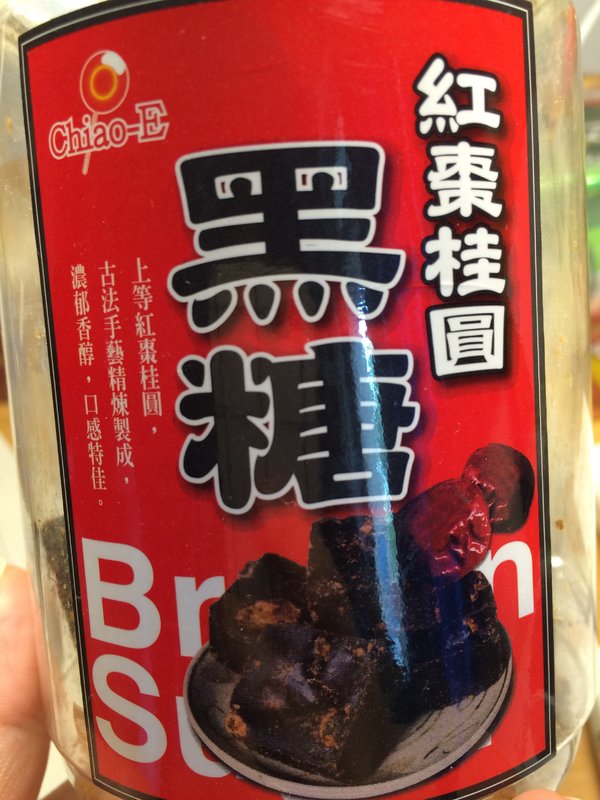 Chiao-E
紅棗桂圓
黑糖
上等紅棗桂圓，
古法手藝精煉製成，
濃郁香醇，口感特佳。